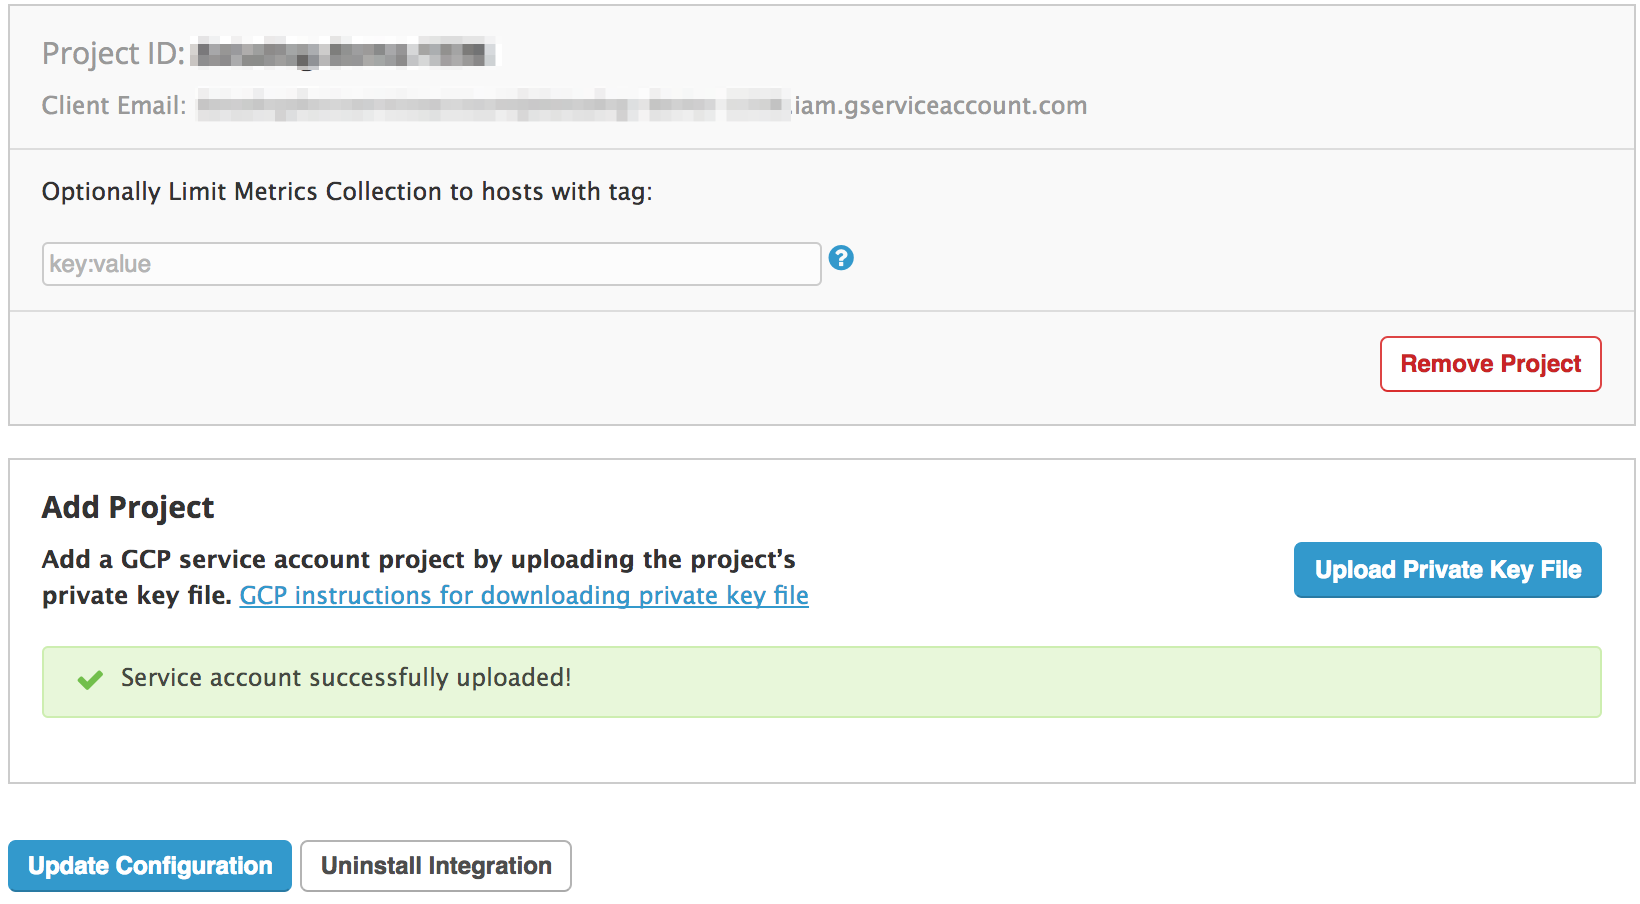 Project ID:
Client Email: .iam.gserviceaccount.com
Optionally Limit Metrics Collection to hosts with tag:
key:value
?
Remove Project
Add Project
Add a GCP service account project by uploading the project’s
private key file. GCP instructions for downloading private key file
Upload Private Key File
Service account successfully uploaded!
Update Configuration
Uninstall Integration